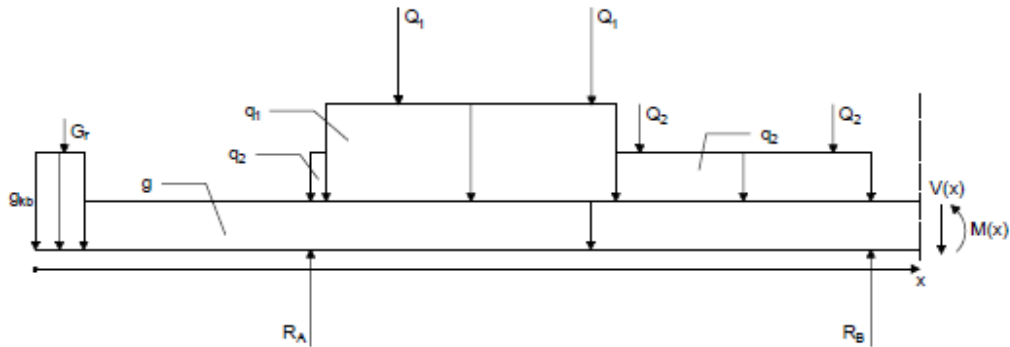 Q1 Q1
q1 Gr Q2 Q2
q2 q2
g
gkb V(x)
M(x)
x
RA RB